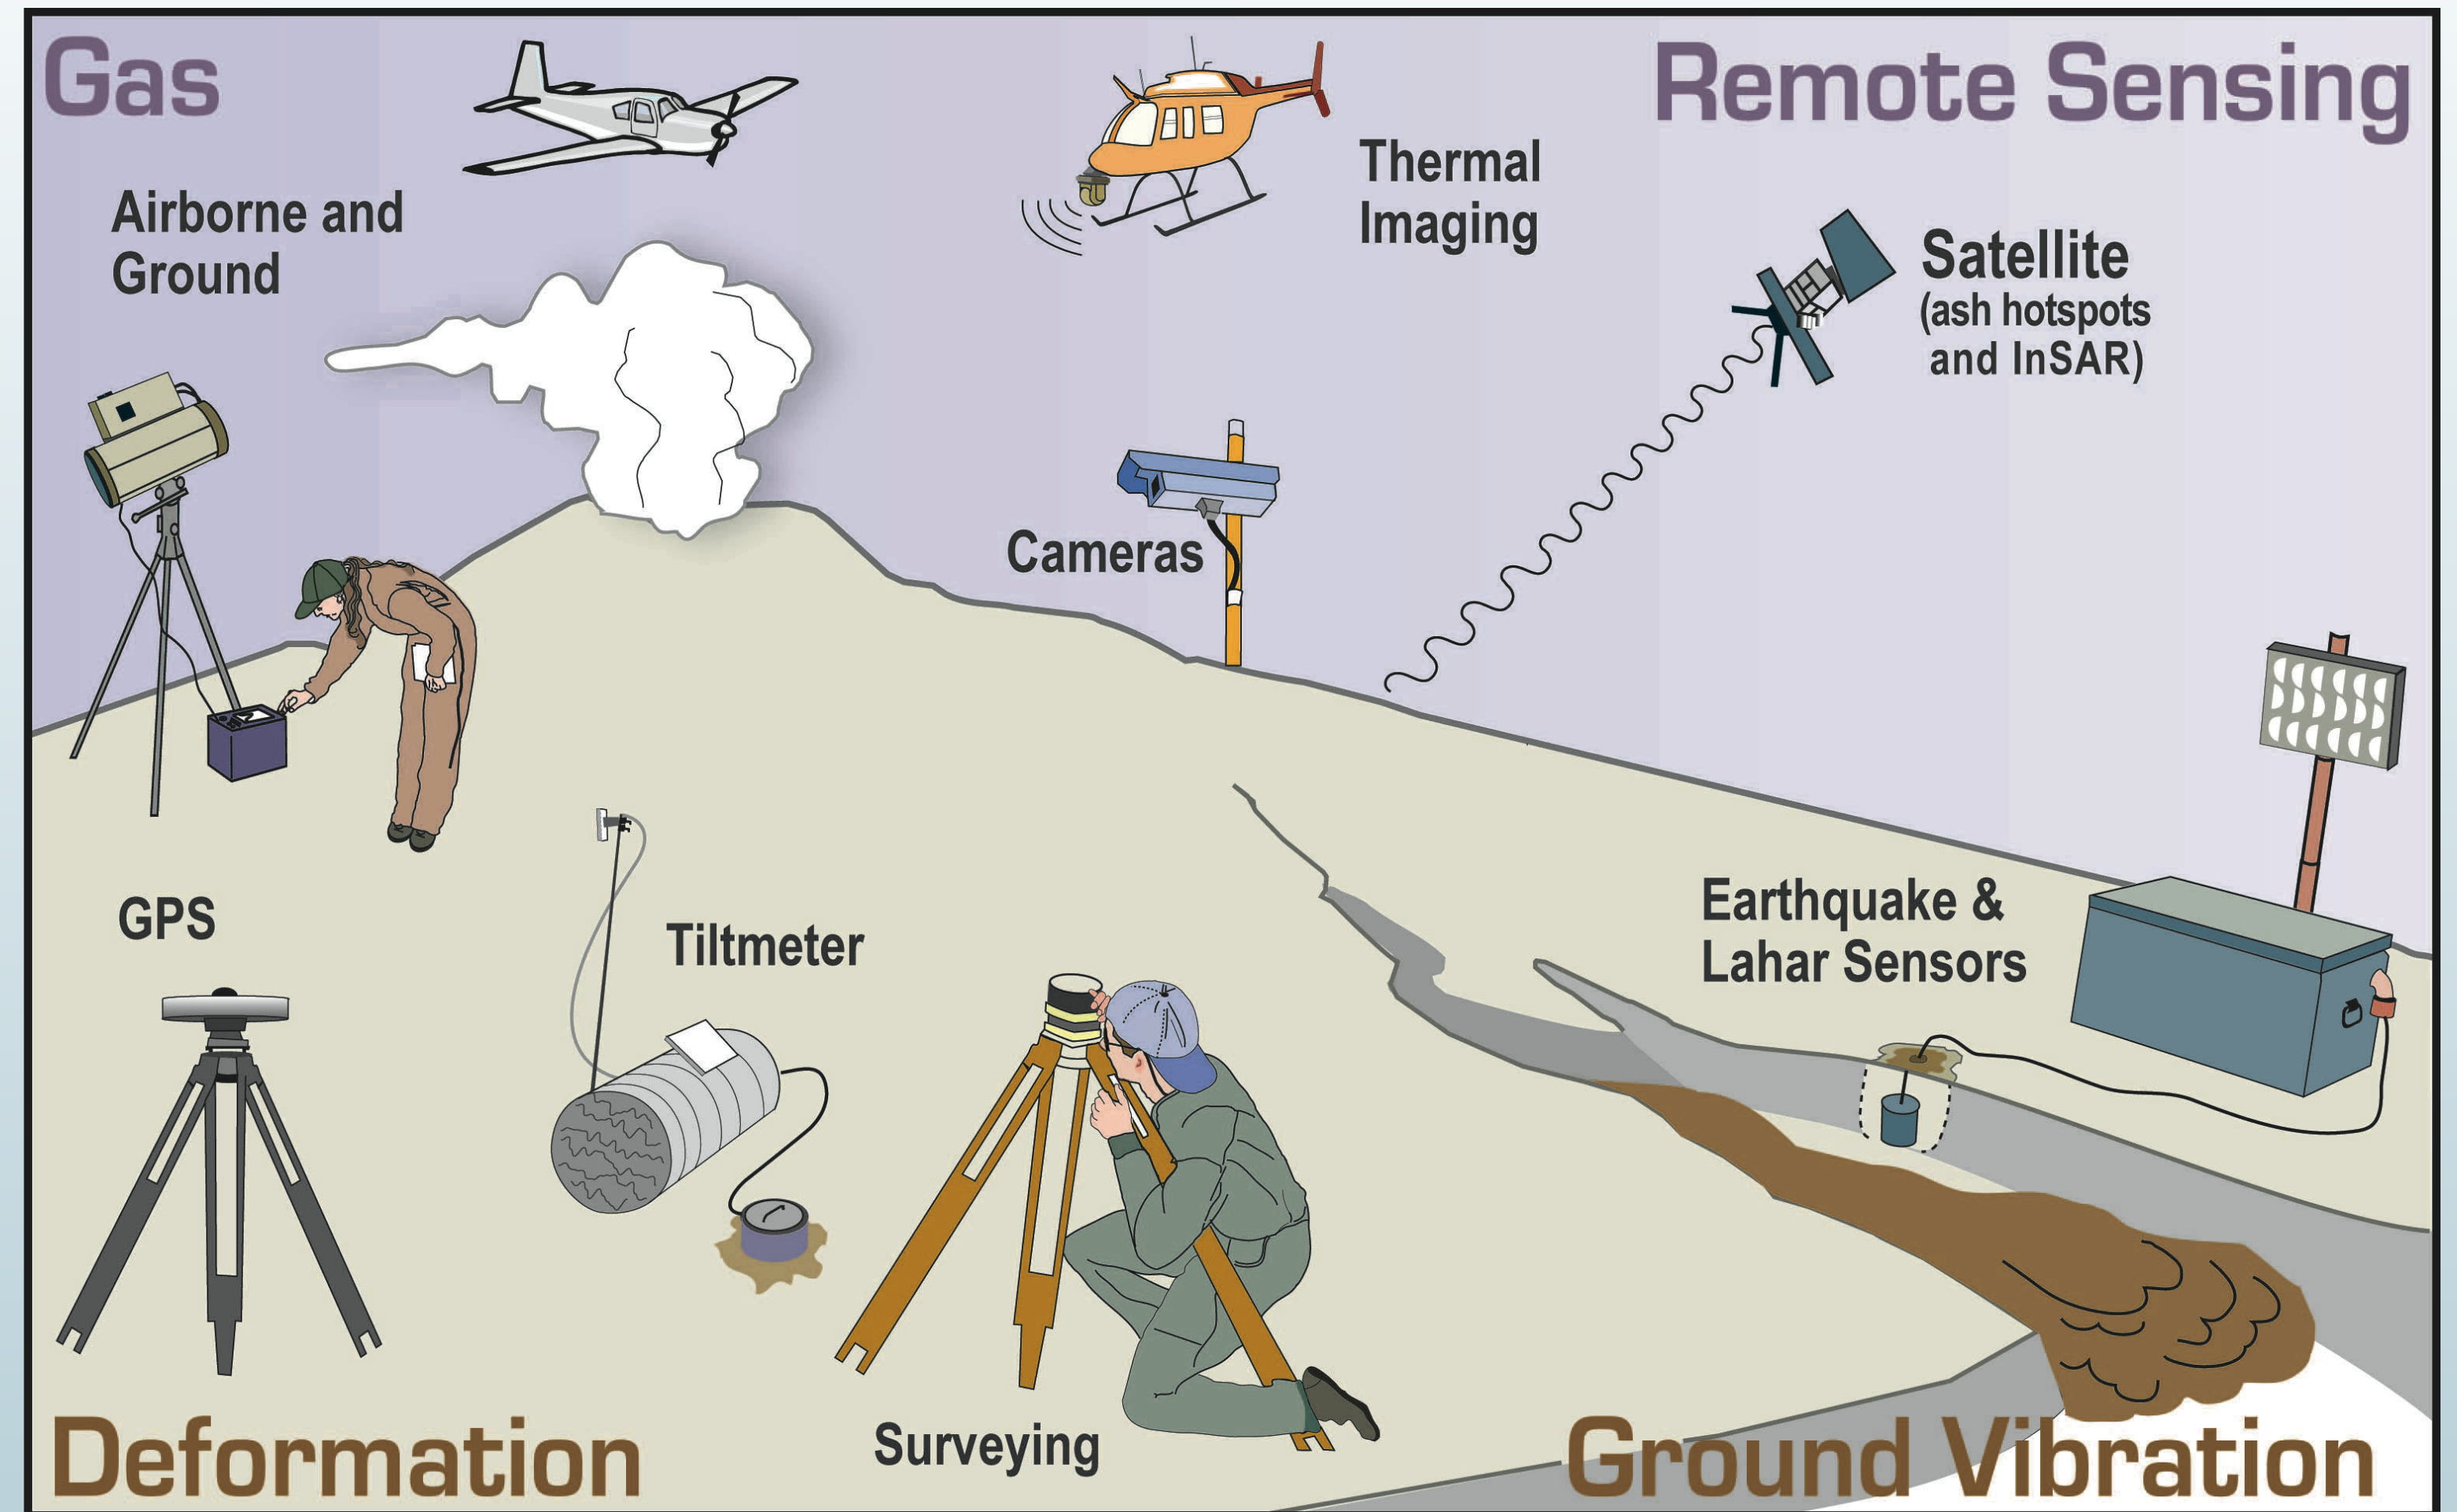 Gas
Remote Sensing
Airborne and
Ground
Thermal
Imaging
Satellite
(ash hotspots
and InSAR)
Cameras
GPS
Tiltmeter
Earthquake &
Lahar Sensors
Surveying
Deformation
Ground Vibration